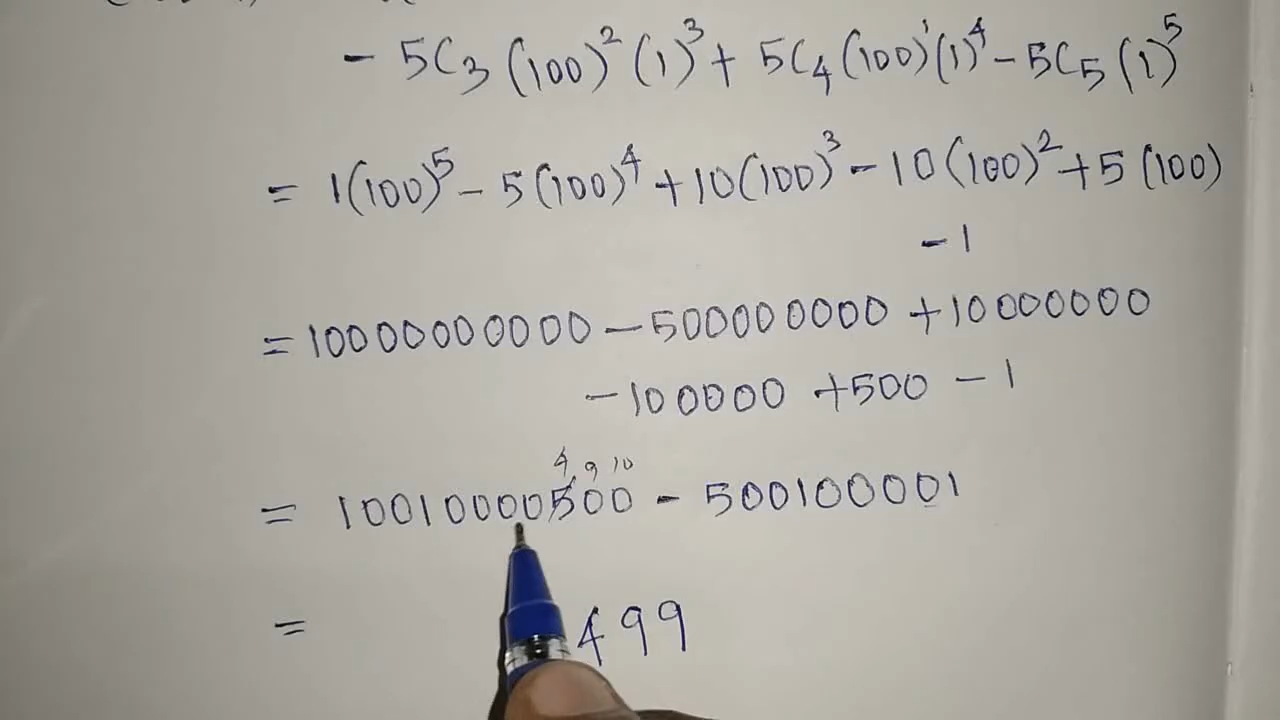 - 5C₃ (100)² (1)³ + 5C₄ (100)¹ (1)⁴ - 5C₅ (1)⁵
= 1(100)⁵ - 5(100)⁴ + 10(100)³ - 10(100)² + 5(100)
- 1
= 10000000000 - 500000000 + 10000000
- 100000 + 500 - 1
4 9 10
= 10010000500 - 500100001
= 499